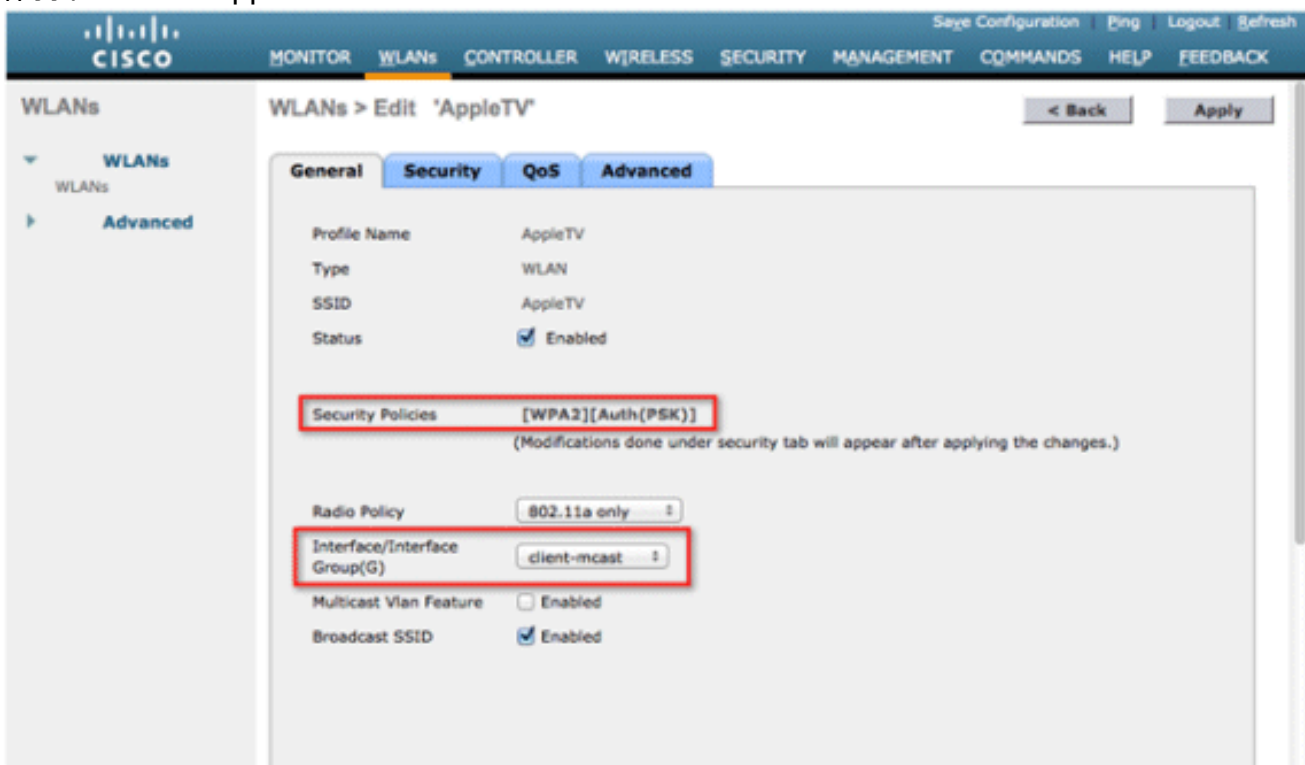 Save Configuration | Ping | Logout | Refresh
CISCO
MONITOR WLANs CONTROLLER WIRELESS SECURITY MANAGEMENT COMMANDS HELP FEEDBACK
WLANs
WLANs > Edit 'AppleTV'
< Back
Apply
WLANs
WLANs
Advanced
General Security QoS Advanced
Profile Name AppleTV
Type WLAN
SSID AppleTV
Status Enabled
Security Policies [WPA2][Auth(PSK)]
(Modifications done under security tab will appear after applying the changes.)
Radio Policy 802.11a only
Interface/Interface
Group(G) client-mcast
Multicast Vlan Feature Enabled
Broadcast SSID Enabled